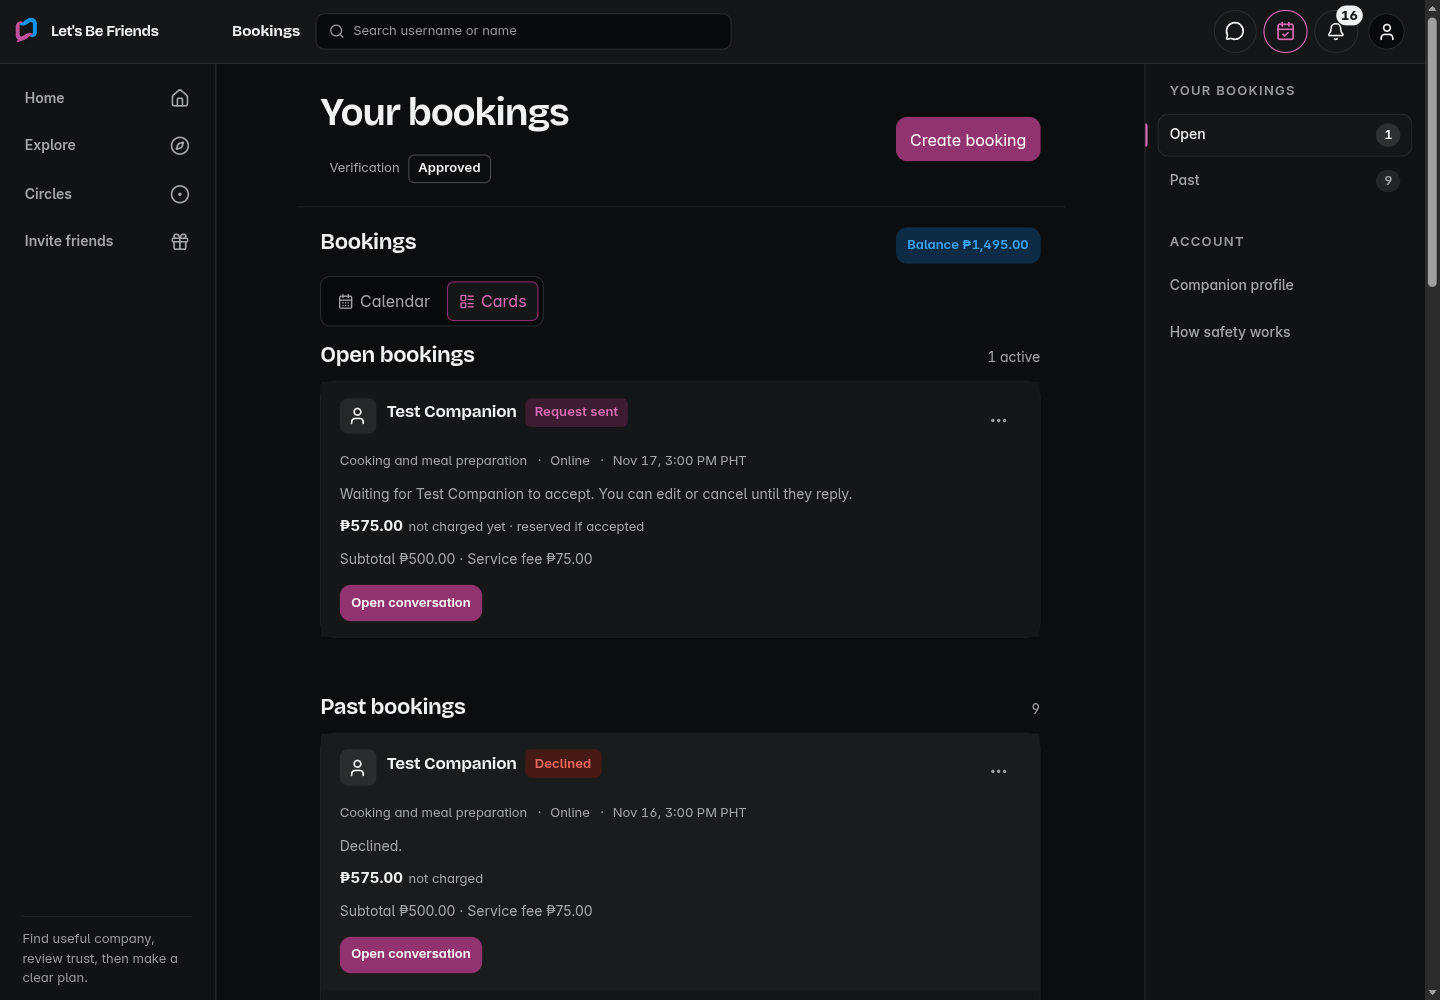 Let's Be Friends
Bookings
Search username or name
16
Home
Explore
Circles
Invite friends
Find useful company,
review trust, then make a
clear plan.
Your bookings
Verification Approved
Create booking
Bookings
Balance ₱1,495.00
Calendar
Cards
Open bookings
1 active
Test Companion Request sent
Cooking and meal preparation · Online · Nov 17, 3:00 PM PHT
Waiting for Test Companion to accept. You can edit or cancel until they reply.
₱575.00 not charged yet · reserved if accepted
Subtotal ₱500.00 · Service fee ₱75.00
Open conversation
Past bookings
9
Test Companion Declined
Cooking and meal preparation · Online · Nov 16, 3:00 PM PHT
Declined.
₱575.00 not charged
Subtotal ₱500.00 · Service fee ₱75.00
Open conversation
YOUR BOOKINGS
Open 1
Past 9
ACCOUNT
Companion profile
How safety works